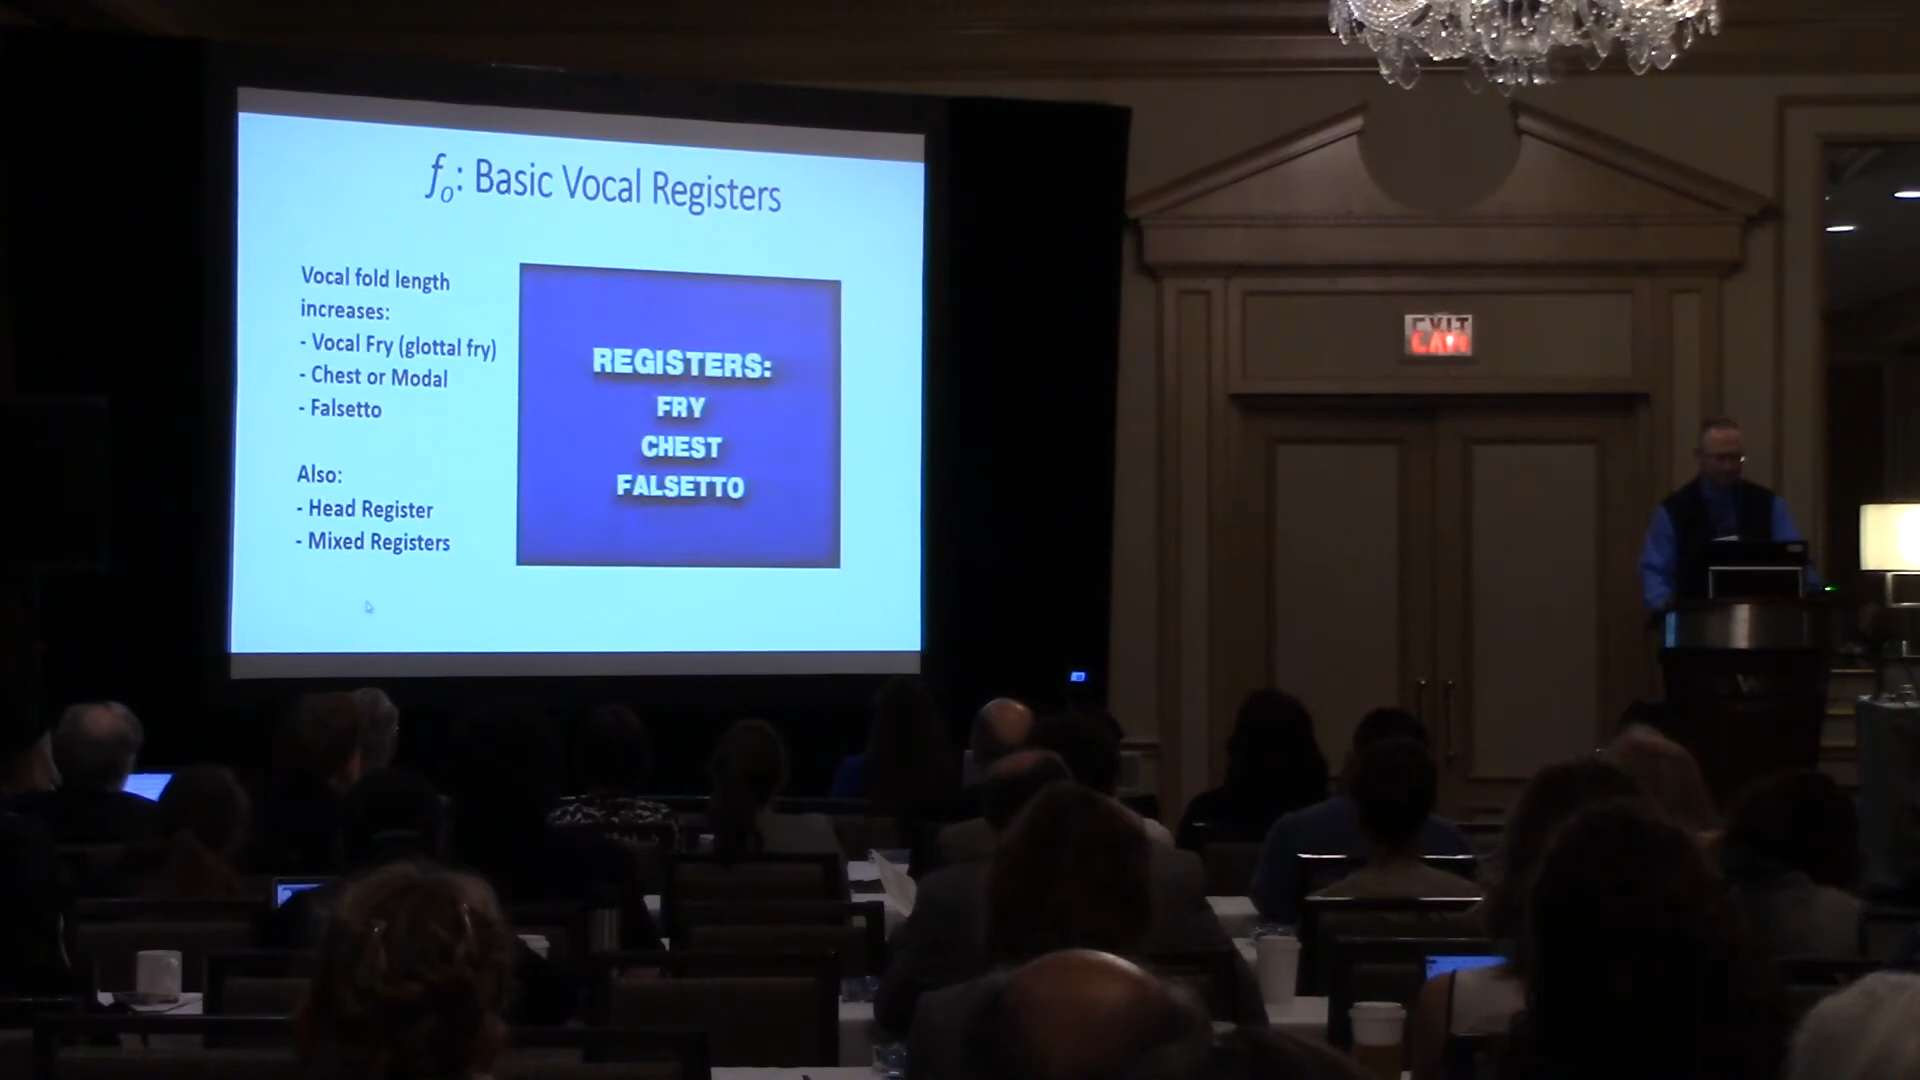 fo: Basic Vocal Registers
Vocal fold length
increases:
- Vocal Fry (glottal fry)
- Chest or Modal
- Falsetto
Also:
- Head Register
- Mixed Registers
REGISTERS:
FRY
CHEST
FALSETTO
EXIT
W